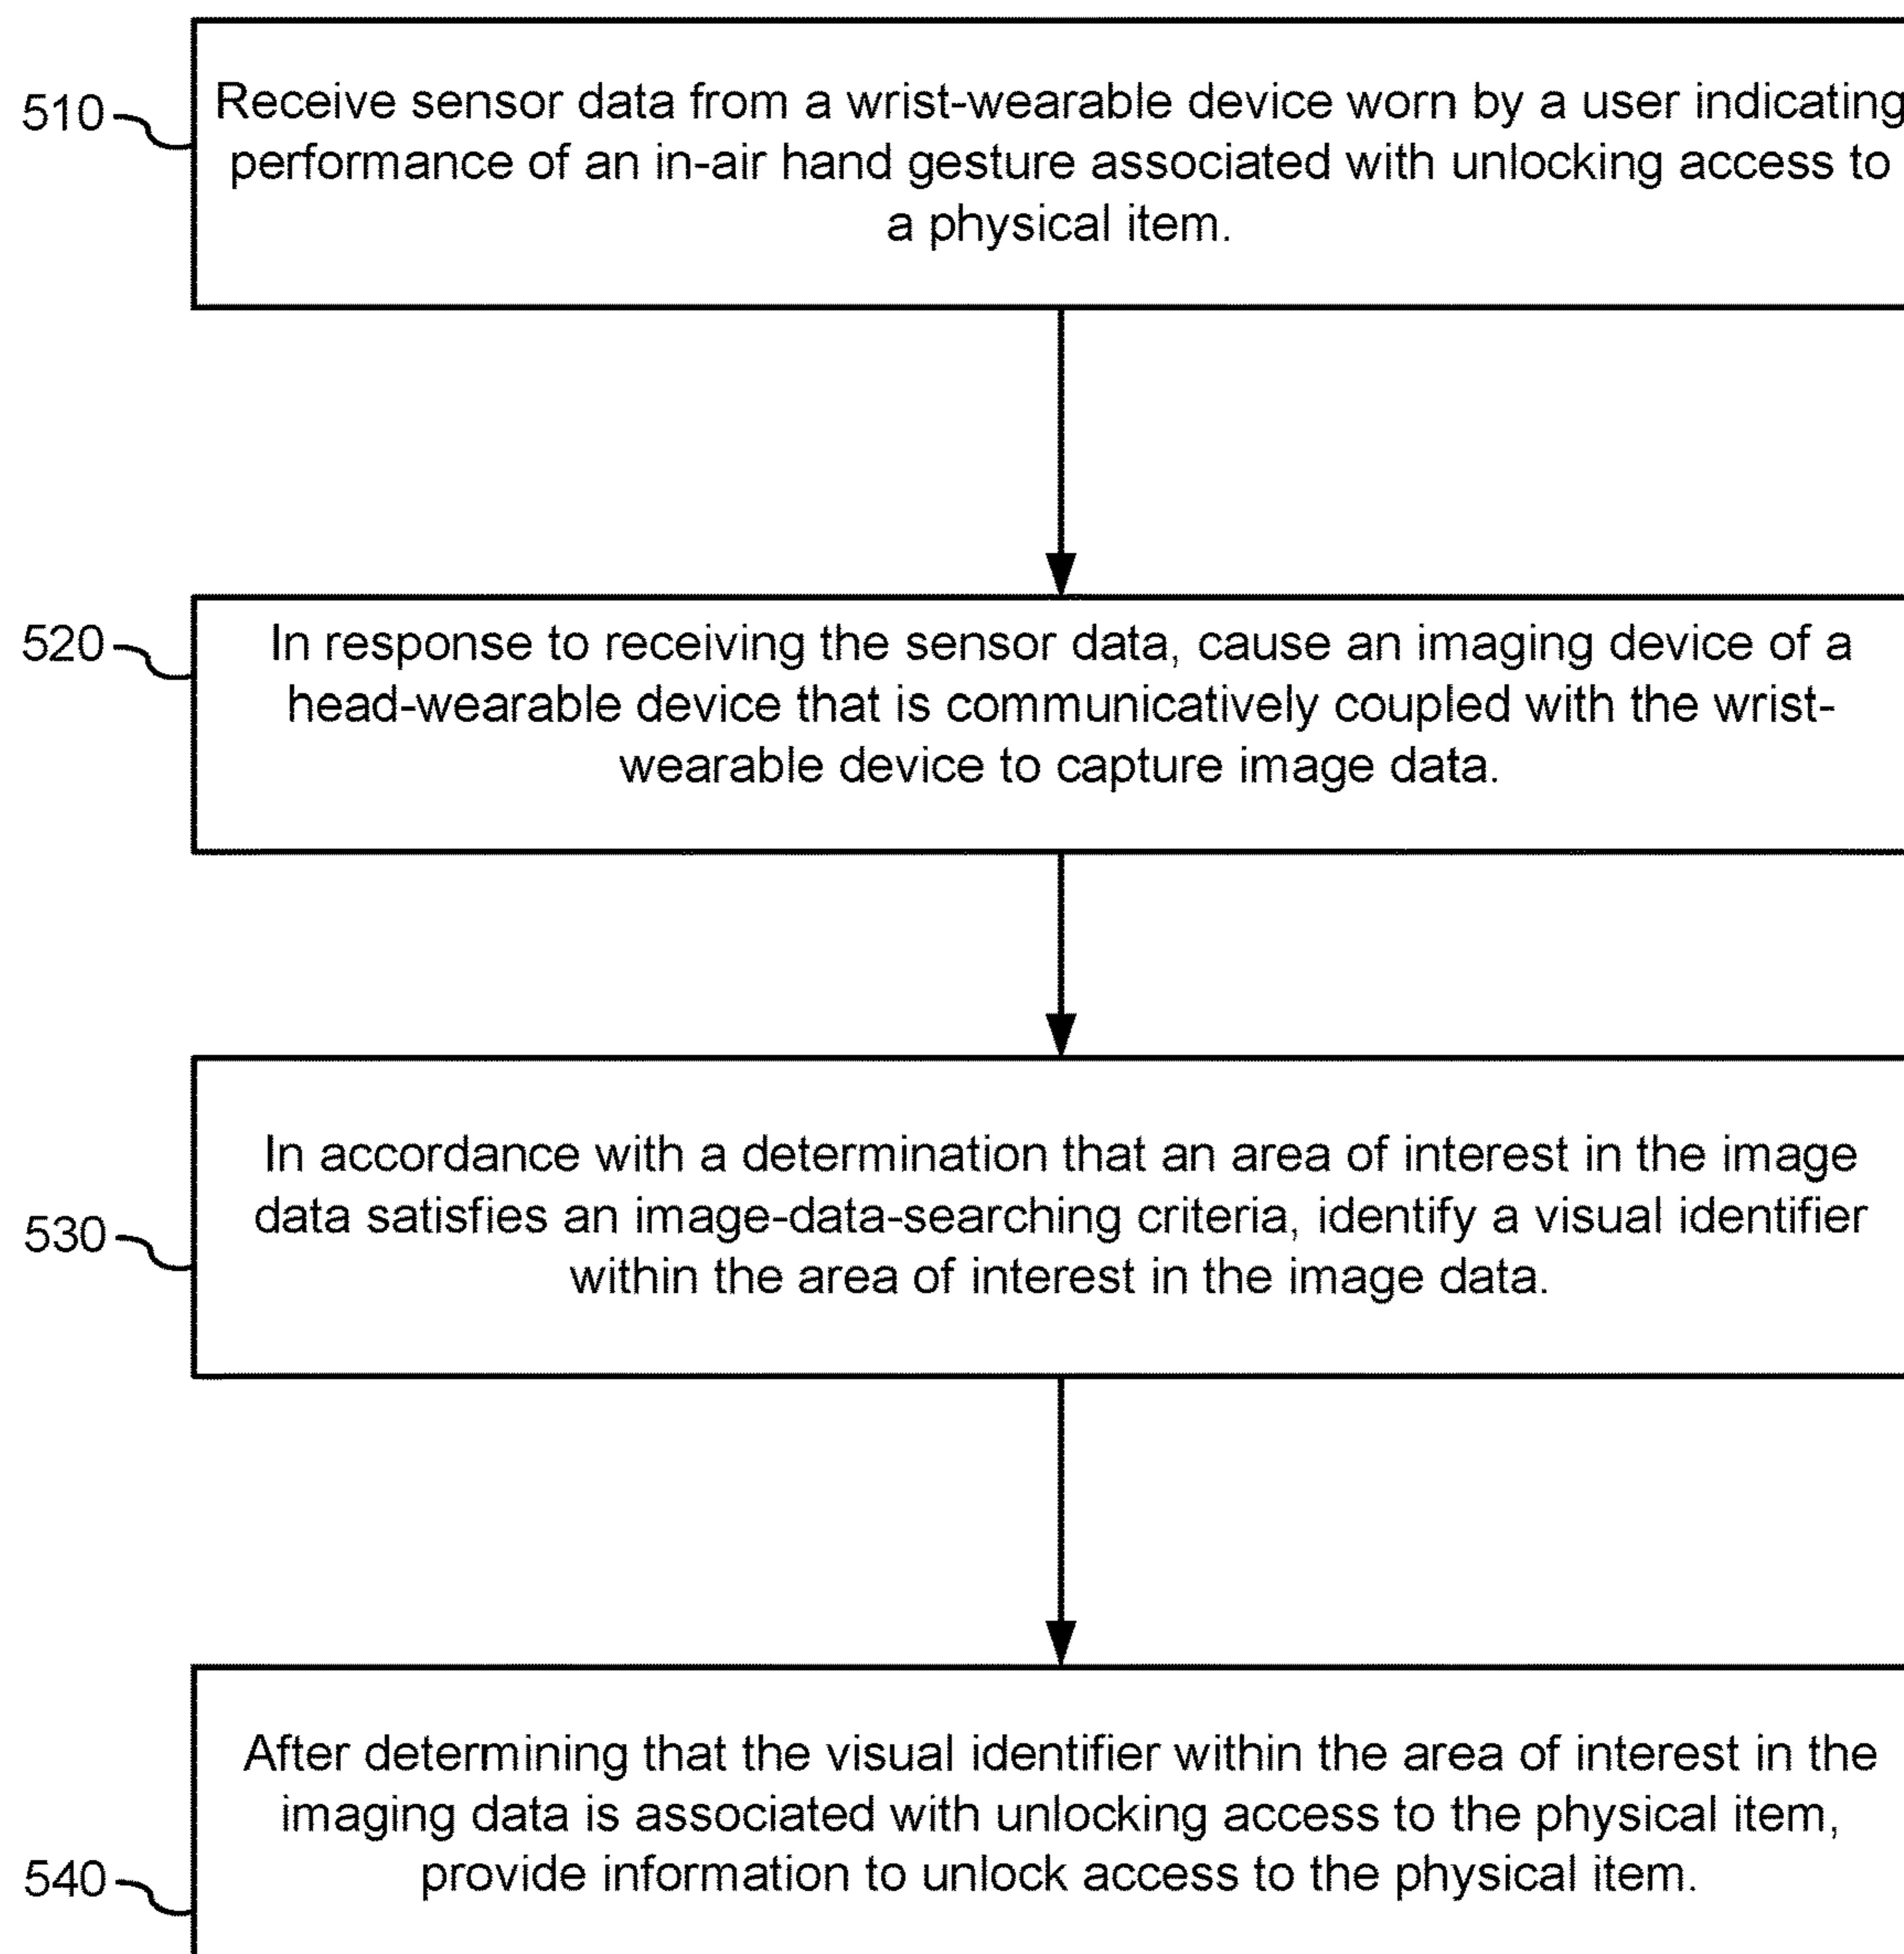 510
Receive sensor data from a wrist-wearable device worn by a user indicating
performance of an in-air hand gesture associated with unlocking access to
a physical item.
520
In response to receiving the sensor data, cause an imaging device of a
head-wearable device that is communicatively coupled with the wrist-
wearable device to capture image data.
530
In accordance with a determination that an area of interest in the image
data satisfies an image-data-searching criteria, identify a visual identifier
within the area of interest in the image data.
540
After determining that the visual identifier within the area of interest in the
imaging data is associated with unlocking access to the physical item,
provide information to unlock access to the physical item.